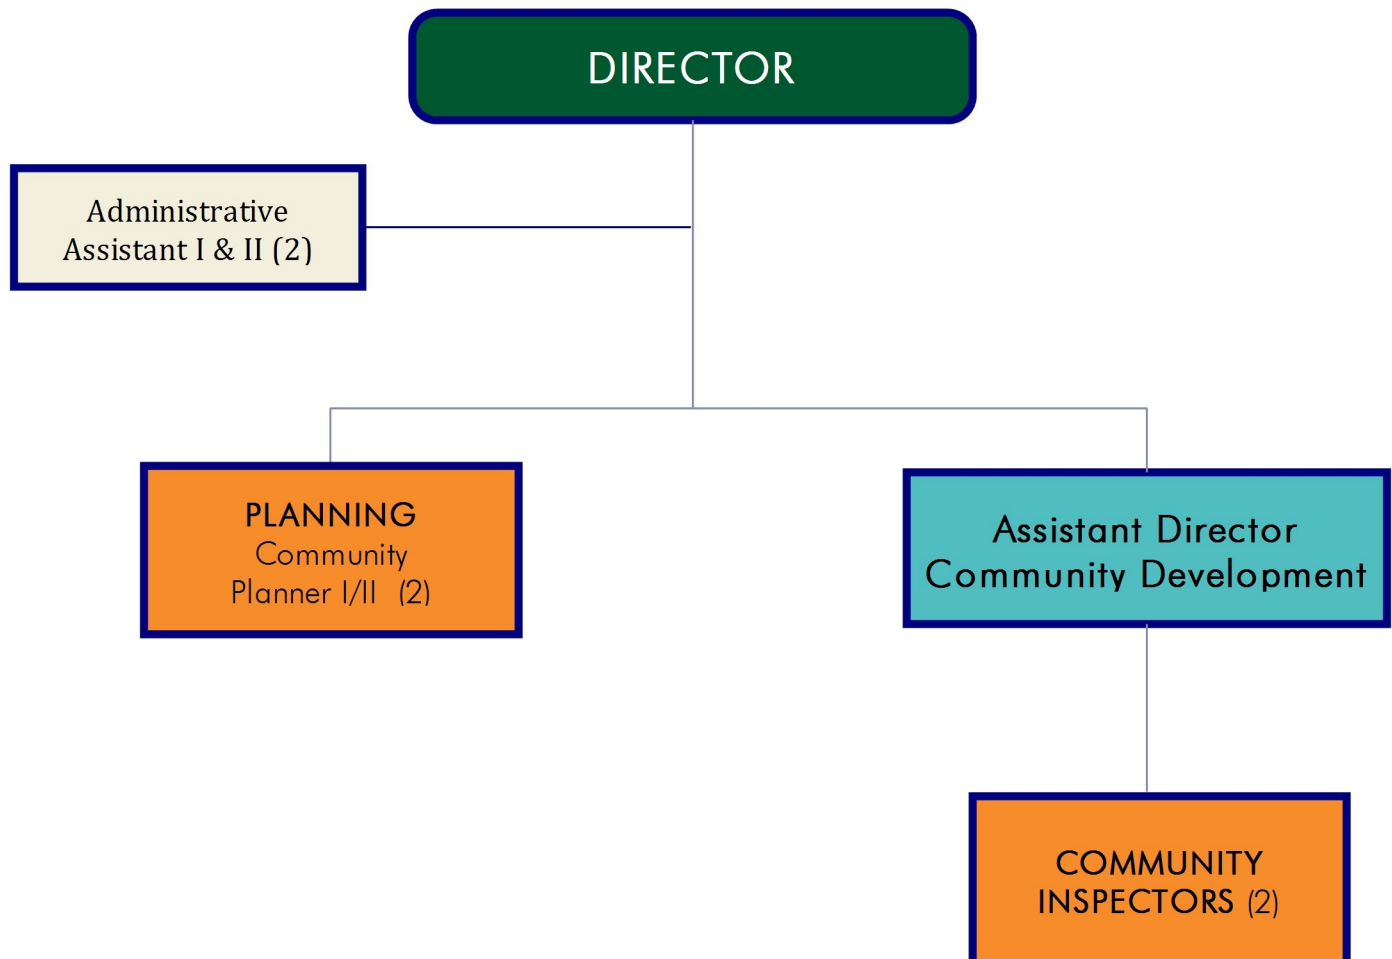 DIRECTOR
Administrative
Assistant I & II (2)
PLANNING
Community
Planner I/II (2)
Assistant Director
Community Development
COMMUNITY
INSPECTORS (2)